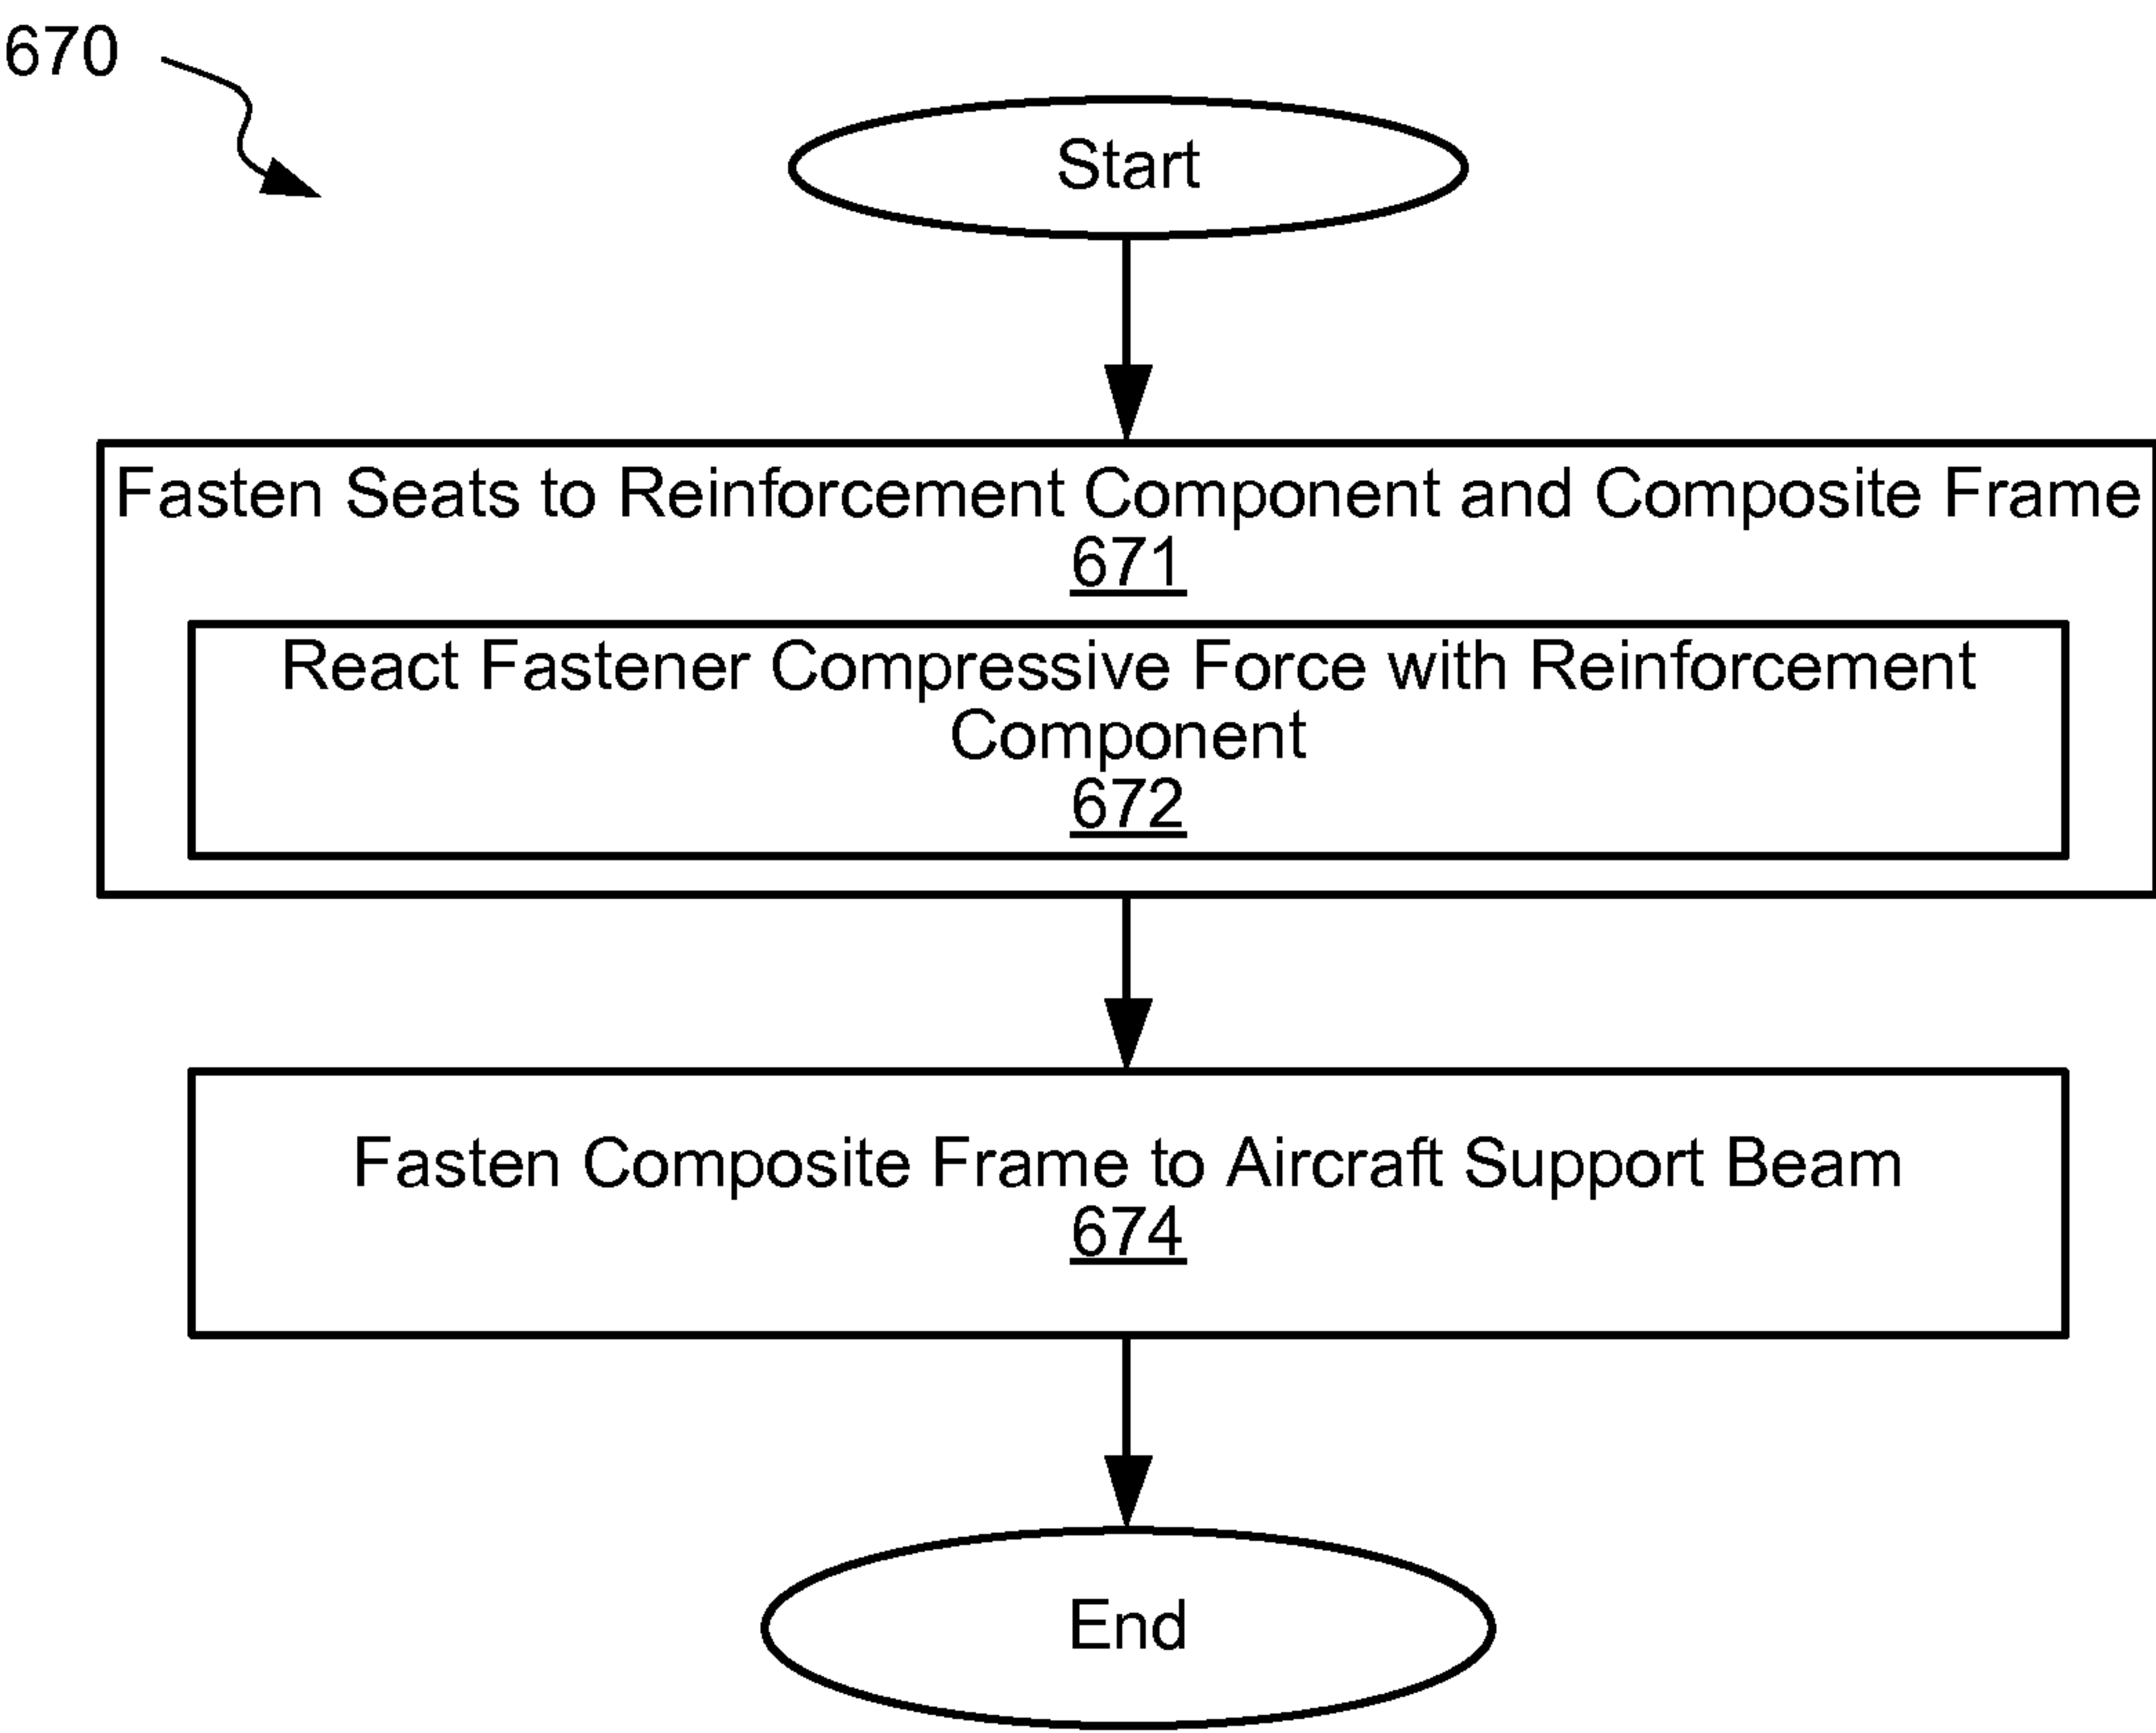 670
Start
Fasten Seats to Reinforcement Component and Composite Frame
671
React Fastener Compressive Force with Reinforcement
Component
672
Fasten Composite Frame to Aircraft Support Beam
674
End